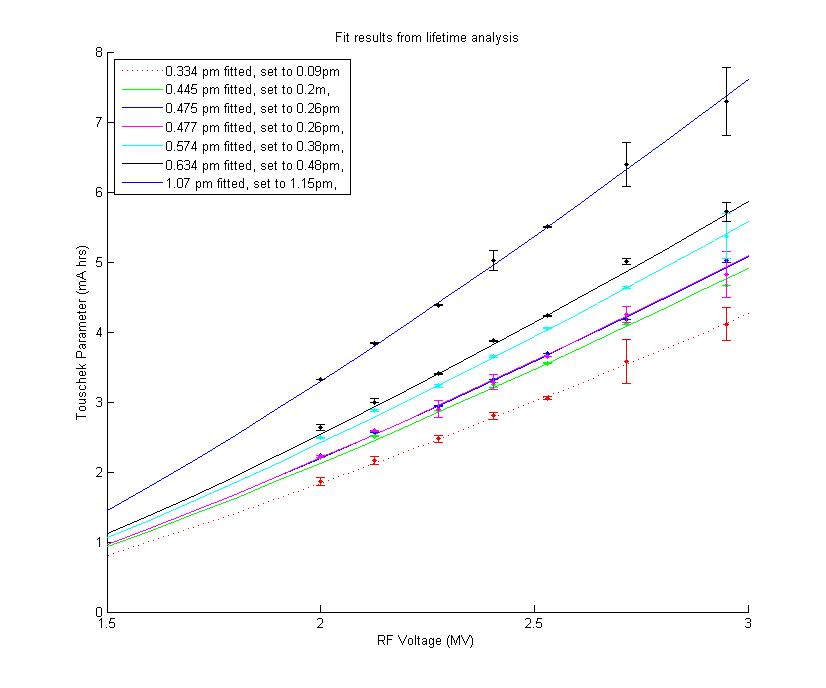 Fit results from lifetime analysis
8
0.334 pm fitted, set to 0.09pm
0.445 pm fitted, set to 0.2m,
0.475 pm fitted, set to 0.26pm
0.477 pm fitted, set to 0.26pm,
0.574 pm fitted, set to 0.38pm,
0.634 pm fitted, set to 0.48pm,
1.07 pm fitted, set to 1.15pm,
7
6
5
4
3
2
1
0
Touschek Parameter (mA hrs)
1.5
2
2.5
3
RF Voltage (MV)